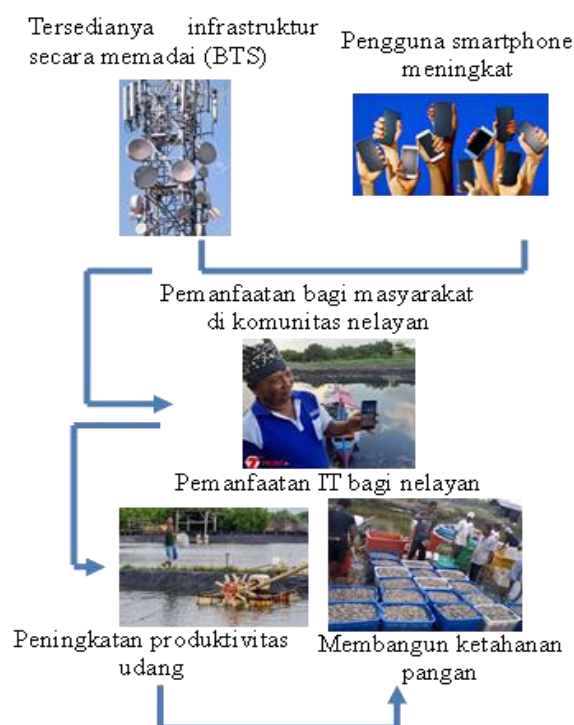 Tersedianya infrastruktur
secara memadai (BTS)
Pengguna smartphone
meningkat
Pemanfaatan bagi masyarakat
di komunitas nelayan
Pemanfaatan IT bagi nelayan
Peningkatan produktivitas
udang
Membangun ketahanan
pangan